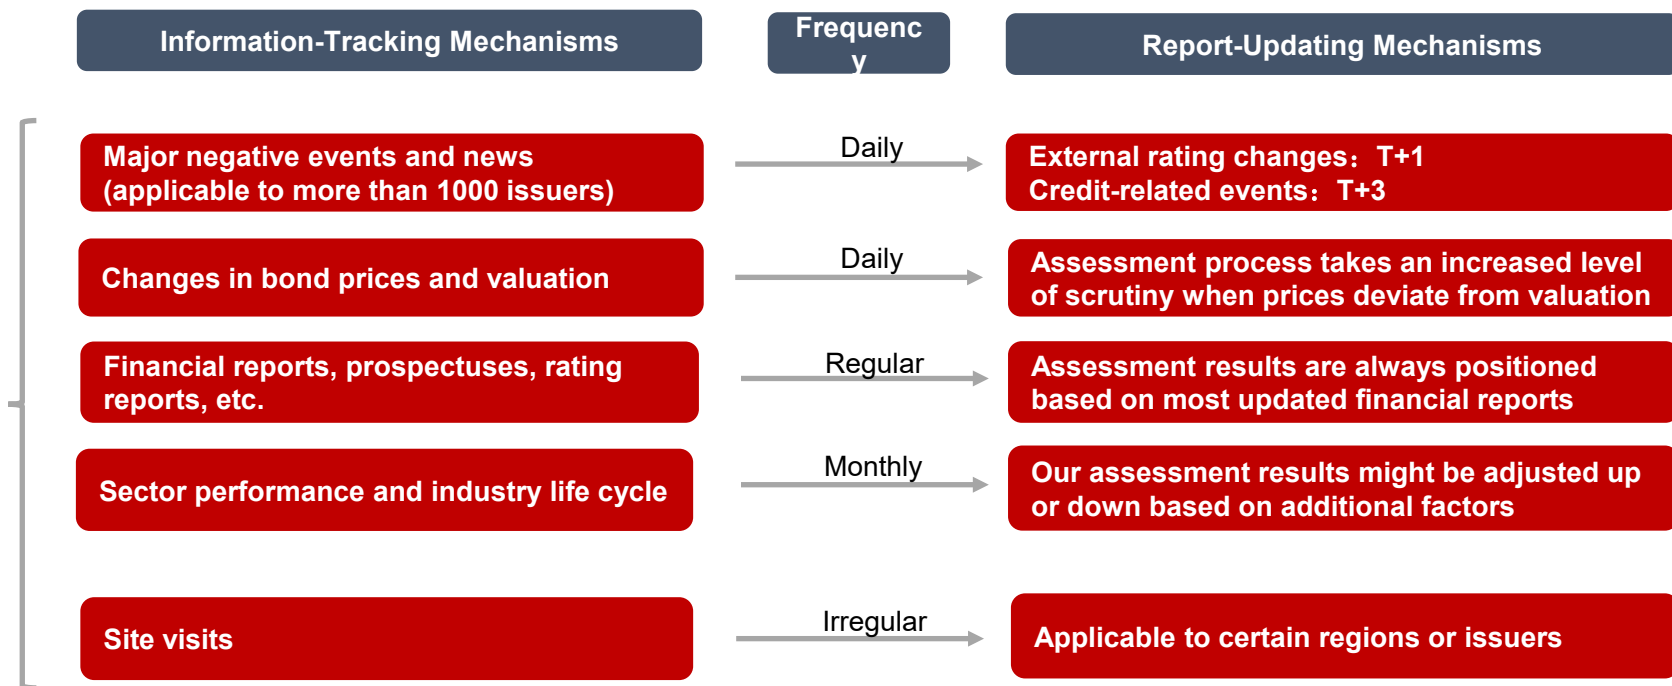 Information-Tracking Mechanisms
Frequenc
y
Report-Updating Mechanisms
Major negative events and news
(applicable to more than 1000 issuers)
Daily
External rating changes：T+1
Credit-related events：T+3
Changes in bond prices and valuation
Daily
Assessment process takes an increased level
of scrutiny when prices deviate from valuation
Financial reports, prospectuses, rating
reports, etc.
Regular
Assessment results are always positioned
based on most updated financial reports
Sector performance and industry life cycle
Monthly
Our assessment results might be adjusted up
or down based on additional factors
Site visits
Irregular
Applicable to certain regions or issuers